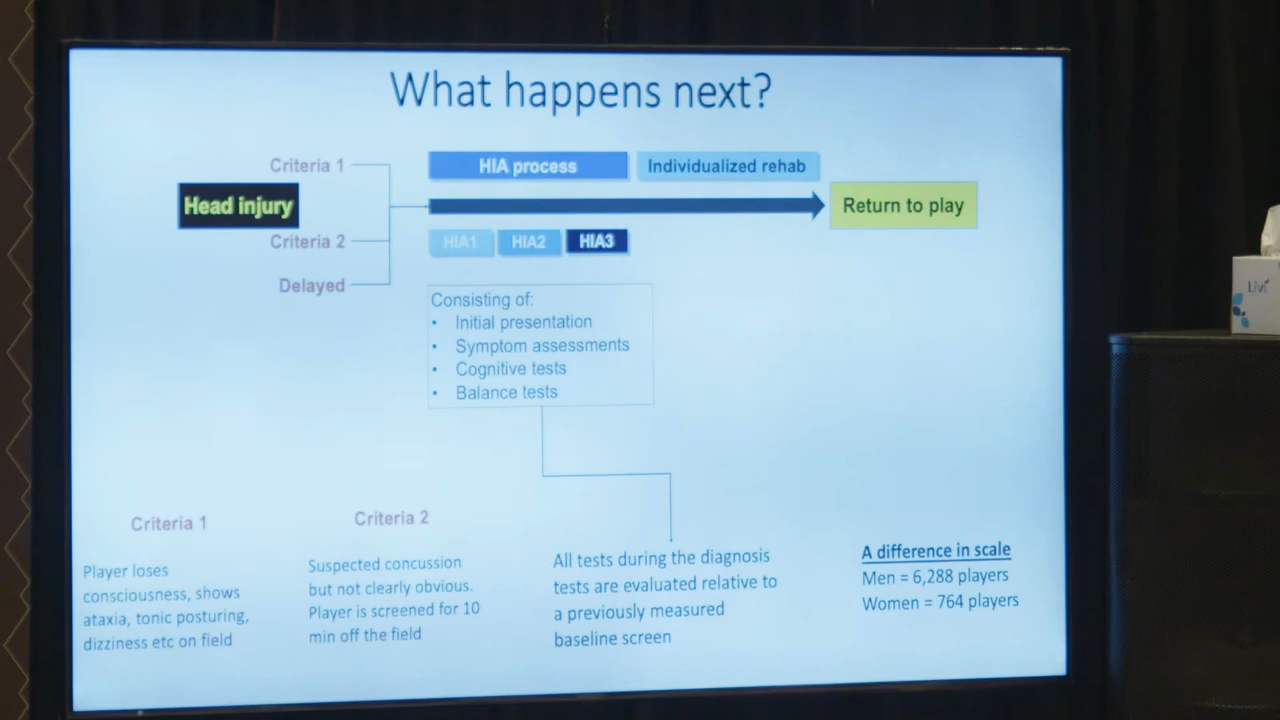 What happens next?
Criteria 1
HIA process
Individualized rehab
Head injury
Return to play
Criteria 2
HIA1
HIA2
HIA3
Delayed
Consisting of:
• Initial presentation
• Symptom assessments
• Cognitive tests
• Balance tests
Criteria 1
Player loses
consciousness, shows
ataxia, tonic posturing,
dizziness etc on field
Criteria 2
Suspected concussion
but not clearly obvious.
Player is screened for 10
min off the field
All tests during the diagnosis
tests are evaluated relative to
a previously measured
baseline screen
A difference in scale
Men = 6,288 players
Women = 764 players
Livi